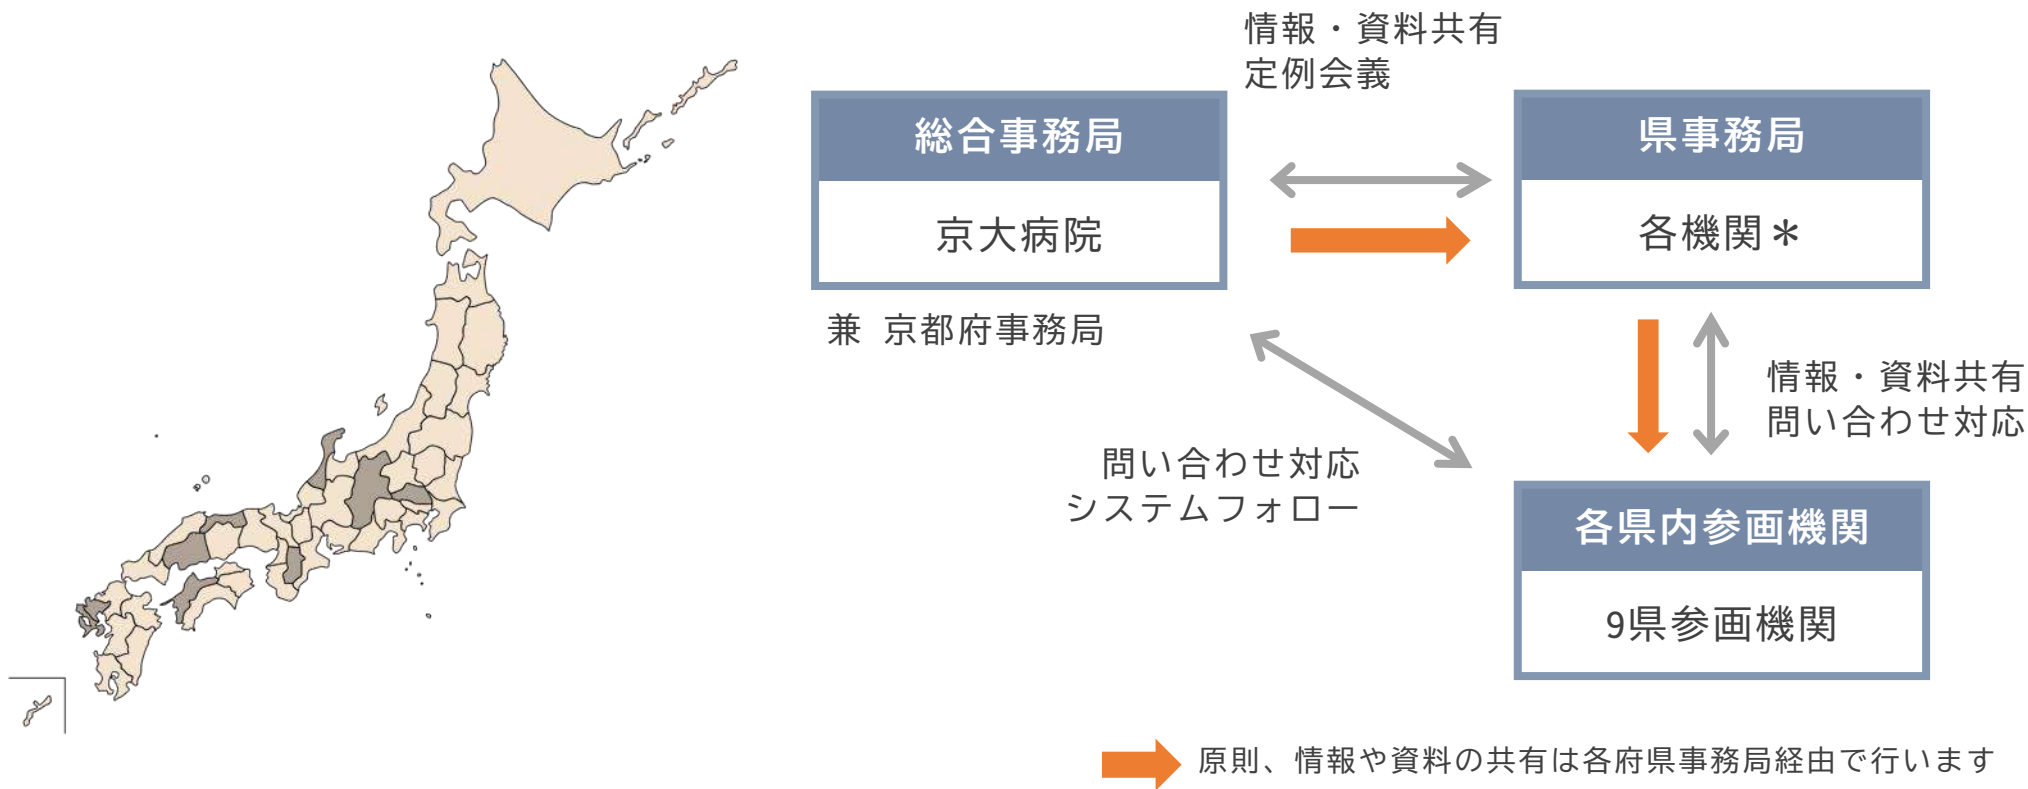 情報・資料共有
定例会議
総合事務局
京大病院
兼 京都府事務局
県事務局
各機関＊
情報・資料共有
問い合わせ対応
問い合わせ対応
システムフォロー
各県内参画機関
9県参画機関
原則、情報や資料の共有は各府県事務局経由で行います